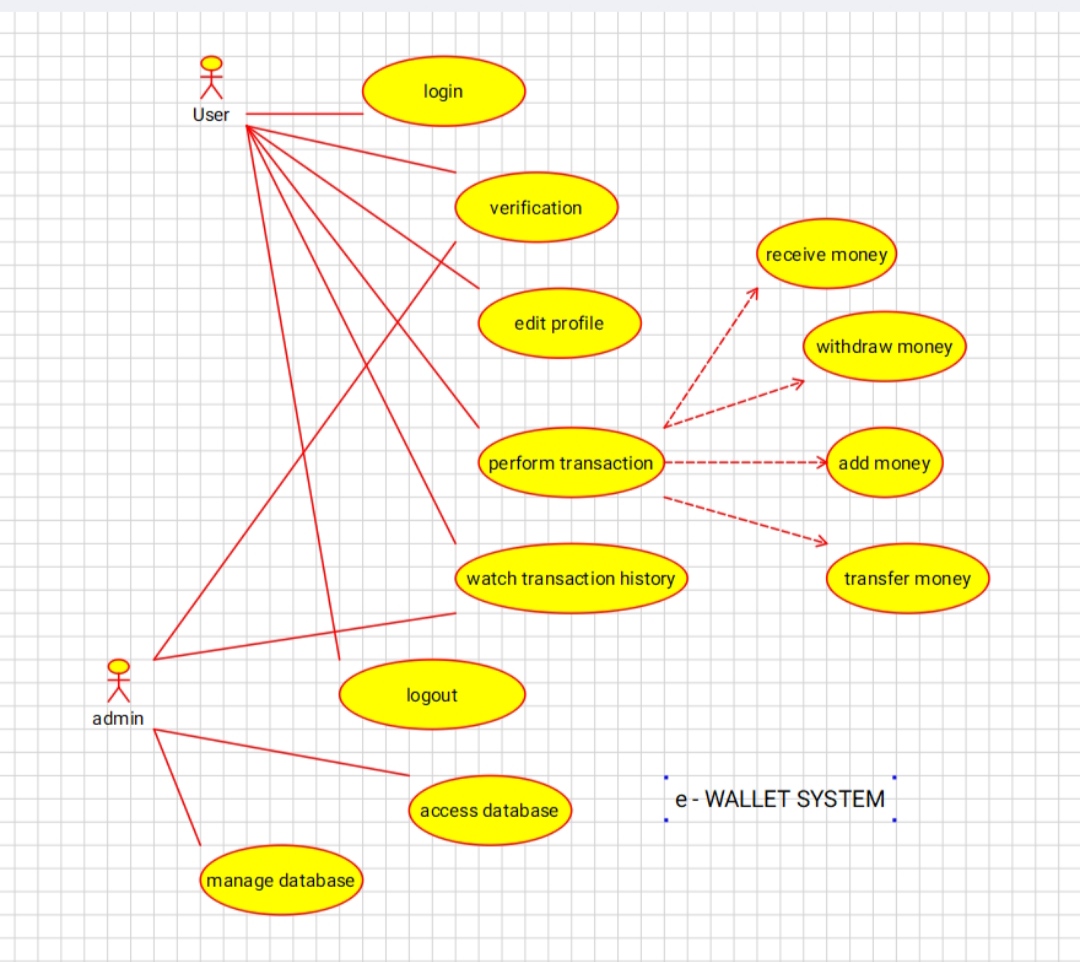 login
User
verification
receive money
edit profile
withdraw money
perform transaction
add money
watch transaction history
transfer money
logout
admin
access database
e - WALLET SYSTEM
manage database